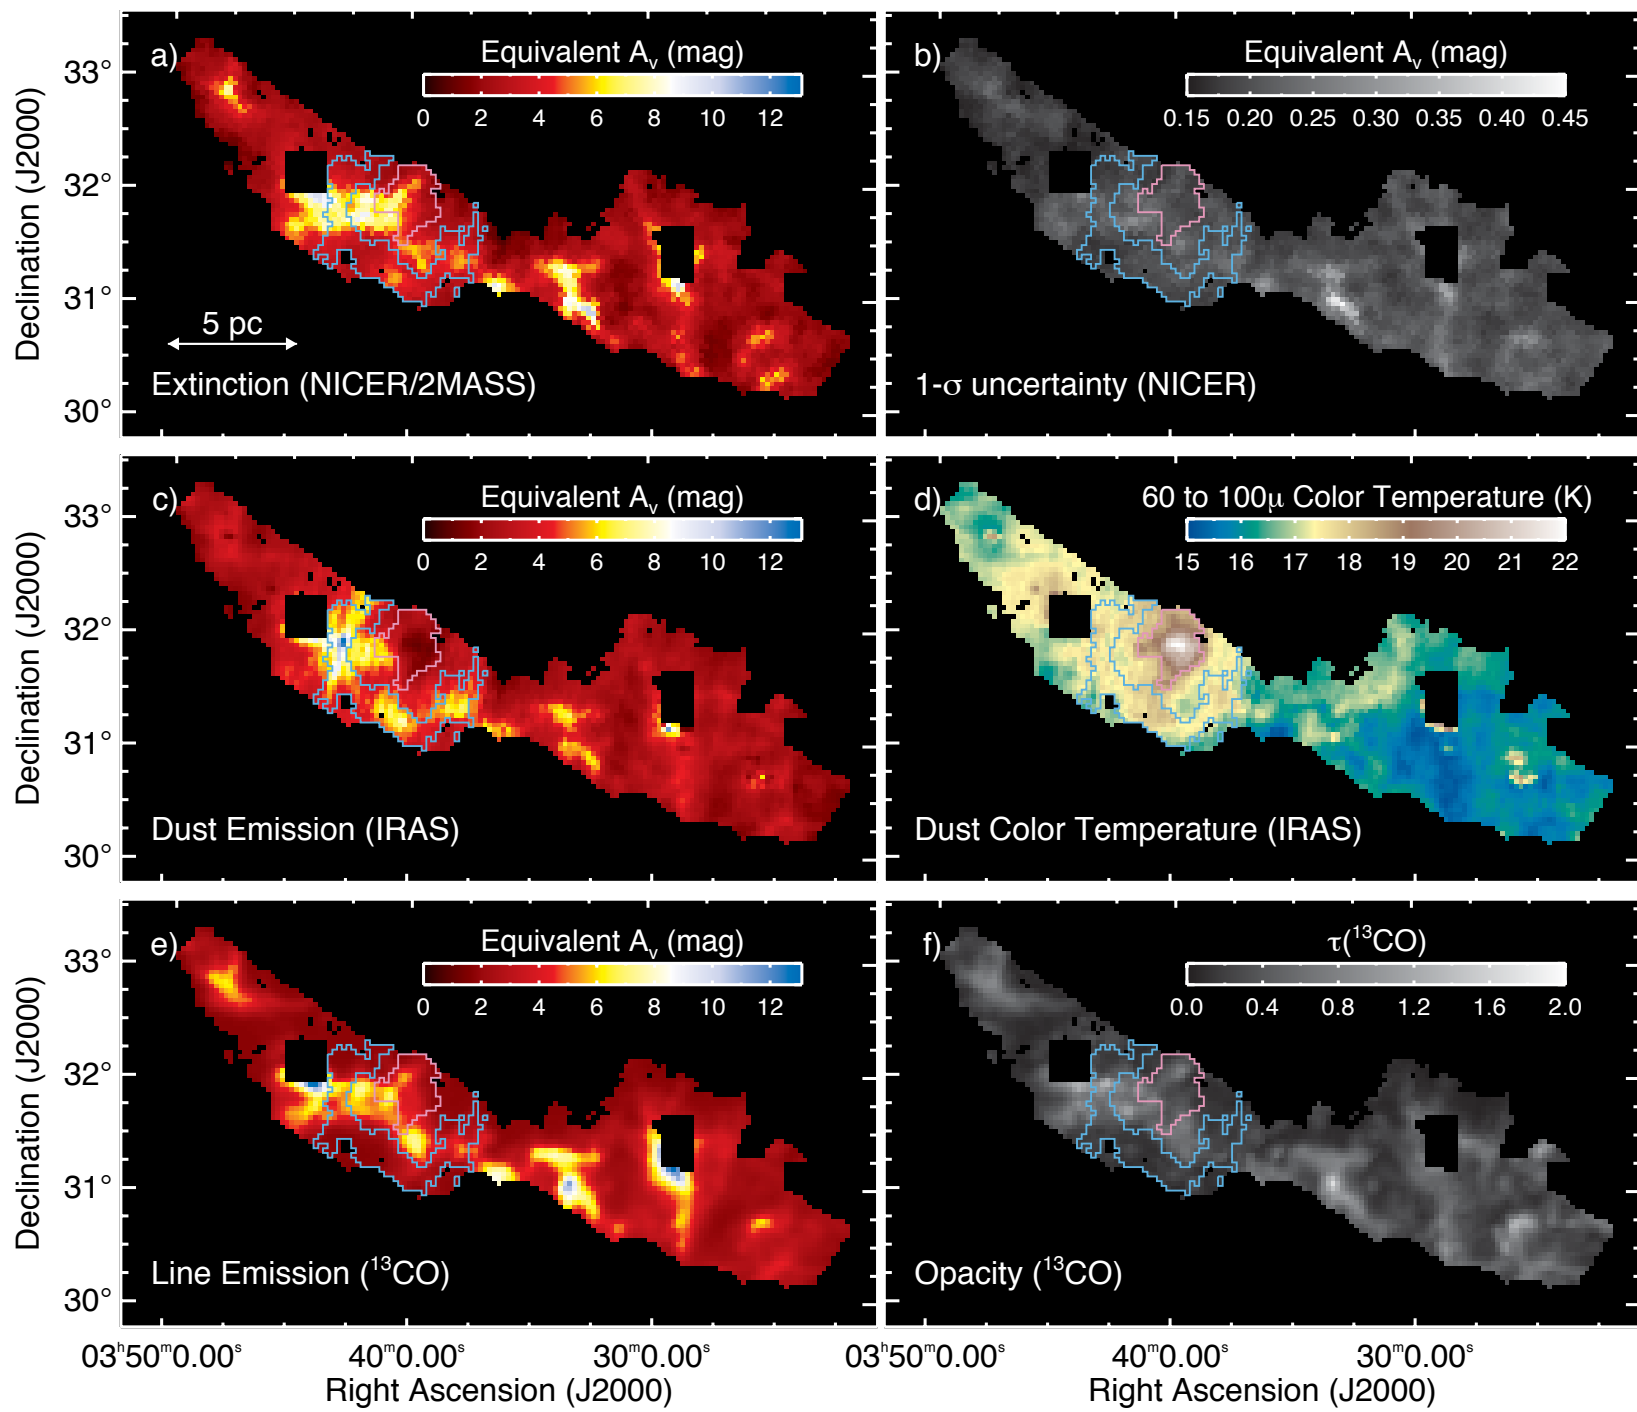 a) Equivalent Av (mag)
0 2 4 6 8 10 12
33°
32°
31°
30°
Declination (J2000)
5 pc
Extinction (NICER/2MASS)
b) Equivalent Av (mag)
0.15 0.20 0.25 0.30 0.35 0.40 0.45
1-σ uncertainty (NICER)
c) Equivalent Av (mag)
0 2 4 6 8 10 12
33°
32°
31°
30°
Declination (J2000)
Dust Emission (IRAS)
d) 60 to 100μ Color Temperature (K)
15 16 17 18 19 20 21 22
Dust Color Temperature (IRAS)
e) Equivalent Av (mag)
0 2 4 6 8 10 12
33°
32°
31°
30°
Declination (J2000)
Line Emission (¹³CO)
f) τ(¹³CO)
0.0 0.4 0.8 1.2 1.6 2.0
Opacity (¹³CO)
03ʰ50ᵐ0.00ˢ 40ᵐ0.00ˢ 30ᵐ0.00ˢ
Right Ascension (J2000)
03ʰ50ᵐ0.00ˢ 40ᵐ0.00ˢ 30ᵐ0.00ˢ
Right Ascension (J2000)